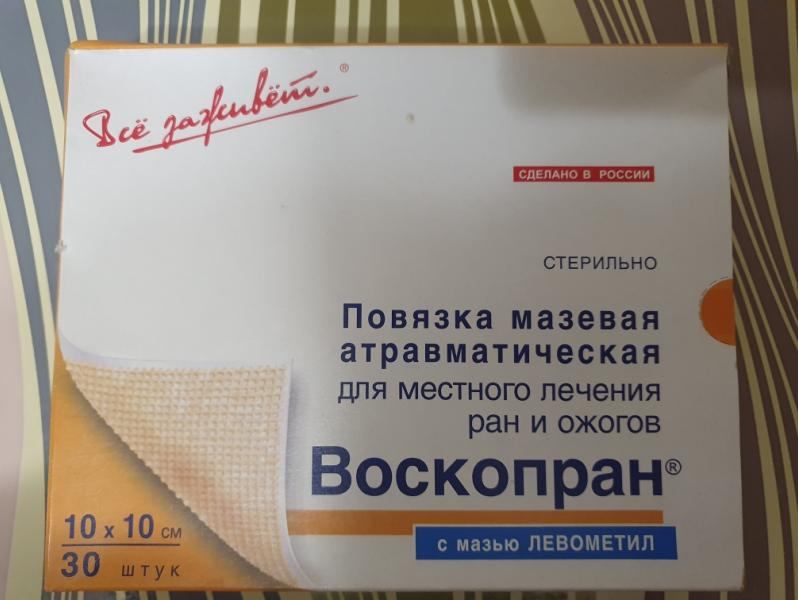 Всё заживёт.®
СДЕЛАНО В РОССИИ
СТЕРИЛЬНО
Повязка мазевая
атравматическая
для местного лечения
ран и ожогов
Воскопран®
с мазью ЛЕВОМЕТИЛ
10 х 10 см
30 штук